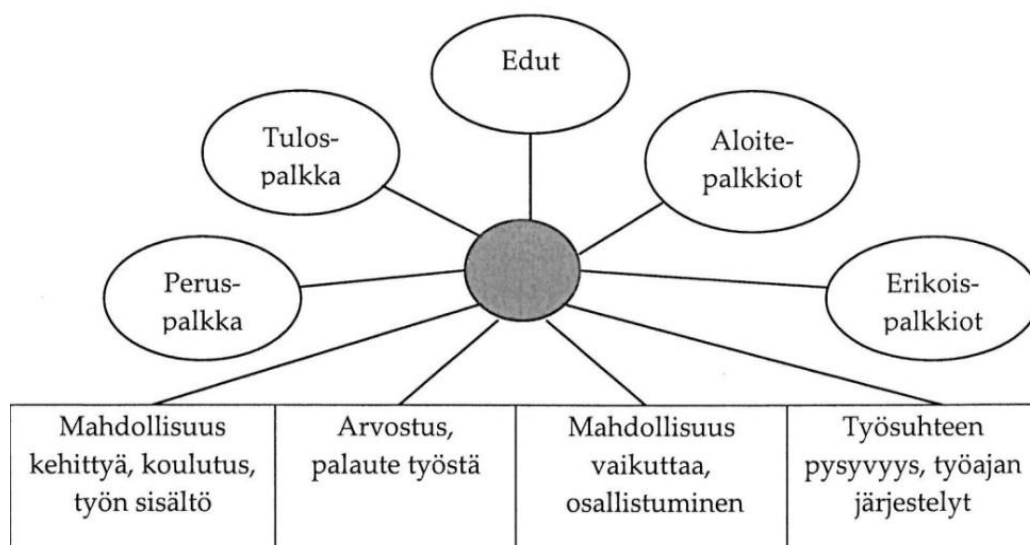 Edut
Tulos-
palkka
Aloite-
palkkiot
Perus-
palkka
Erikois-
palkkiot
Mahdollisuus
kehittyä, koulutus,
työn sisältö
Arvostus,
palaute työstä
Mahdollisuus
vaikuttaa,
osallistuminen
Työsuhteen
pysyvyys, työajan
järjestelyt